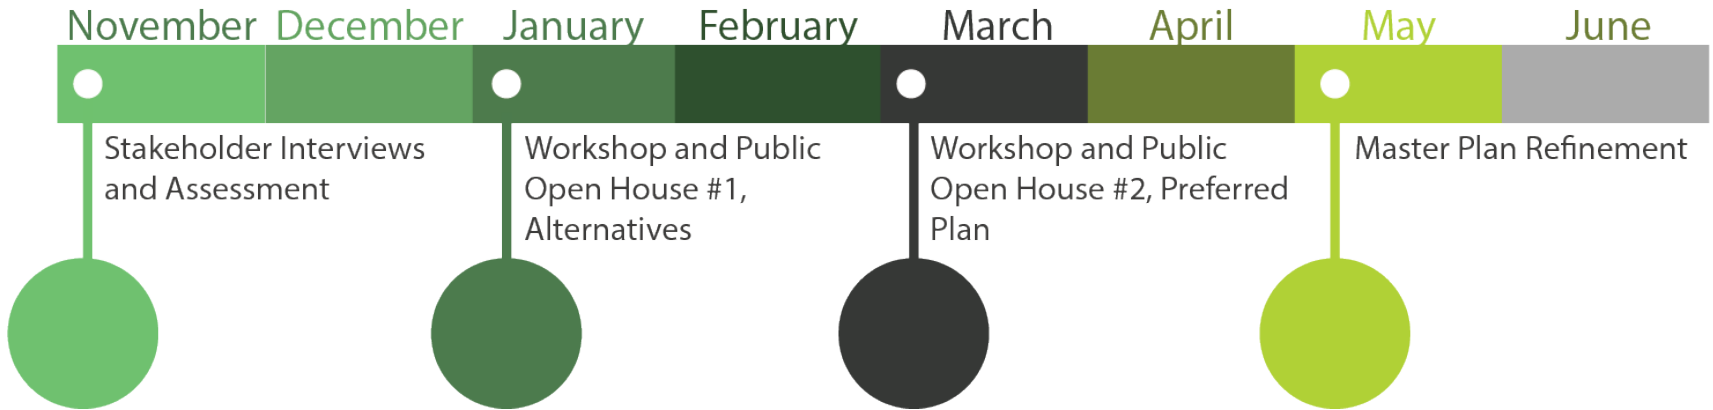 November December January February March April May June
Stakeholder Interviews
and Assessment
Workshop and Public
Open House #1,
Alternatives
Workshop and Public
Open House #2, Preferred
Plan
Master Plan Refinement